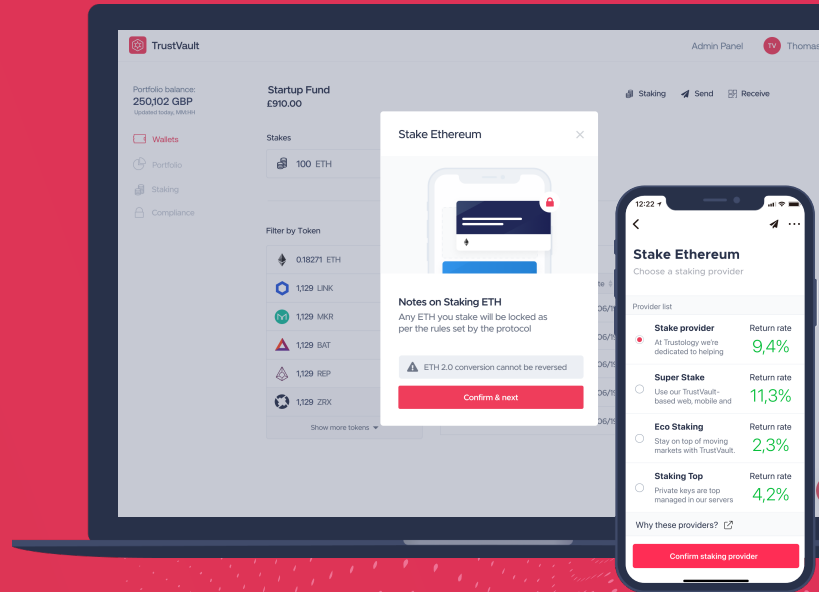 TrustVault
Admin Panel
TV
Thomas
Portfolio balance:
250,102 GBP
Updated today, MM:HH
Wallets
Portfolio
Staking
Compliance
Startup Fund
£910.00
Staking
Send
Receive
Stakes
100 ETH
Filter by Token
0.18271 ETH
1,129 LINK
1,129 MKR
1,129 BAT
1,129 REP
1,129 ZRX
Show more tokens
Stake Ethereum
Notes on Staking ETH
Any ETH you stake will be locked as
per the rules set by the protocol
ETH 2.0 conversion cannot be reversed
Confirm & next
12:22
Stake Ethereum
Choose a staking provider
Provider list
Stake provider
Return rate
At Trustology we're
dedicated to helping
9,4%
Super Stake
Return rate
Use our TrustVault-
based web, mobile and
11,3%
Eco Staking
Return rate
Stay on top of moving
markets with TrustVault.
2,3%
Staking Top
Return rate
Private keys are top
managed in our servers
4,2%
Why these providers?
Confirm staking provider